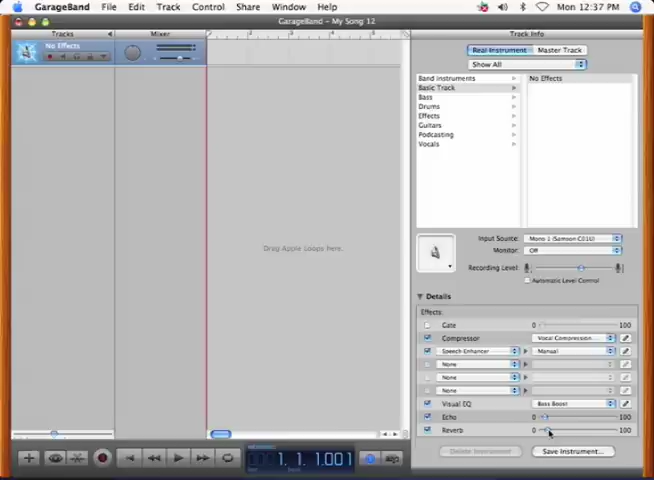 GarageBand File Edit Track Control Share Window Help Mon 12:37 PM
GarageBand - My Song 12
Tracks Mixer Track Info
No Effects
Real Instrument Master Track
Show All
Band Instruments No Effects
Basic Track
Bass
Drums
Effects
Guitars
Podcasting
Vocals
Drag Apple Loops here.
Input Source: Mono 1 (Samson C01U)
Monitor: Off
Recording Level:
Automatic Level Control
Details
Effects:
Gate 0 100
Compressor Vocal Compression...
Speech Enhancer Manual
None
None
None
Visual EQ Bass Boost
Echo 0 100
Reverb 0 100
1. 1. 1.001
Delete Instrument Save Instrument...